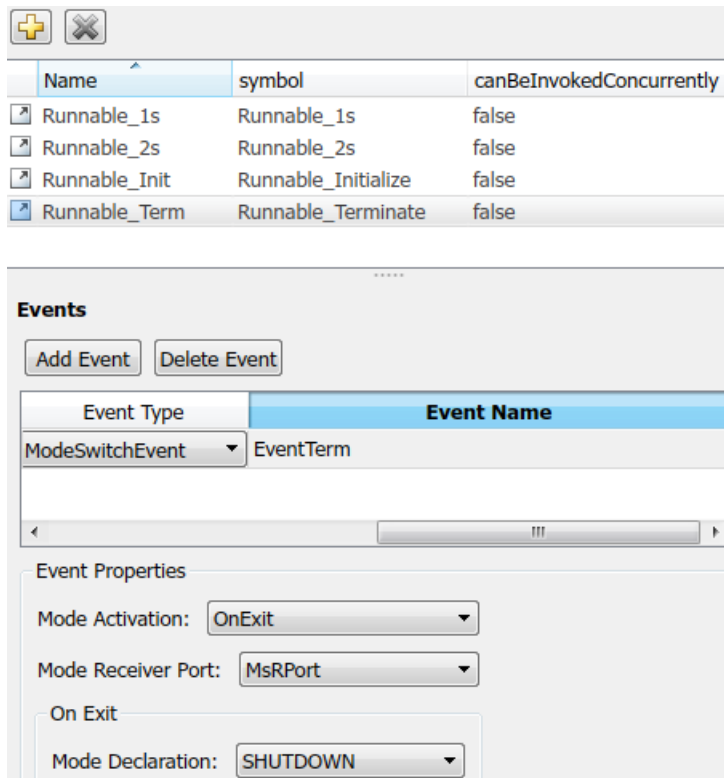 Name symbol canBeInvokedConcurrently
Runnable_1s Runnable_1s false
Runnable_2s Runnable_2s false
Runnable_Init Runnable_Initialize false
Runnable_Term Runnable_Terminate false
Events
Add Event Delete Event
Event Type Event Name
ModeSwitchEvent EventTerm
Event Properties
Mode Activation: OnExit
Mode Receiver Port: MsRPort
On Exit
Mode Declaration: SHUTDOWN